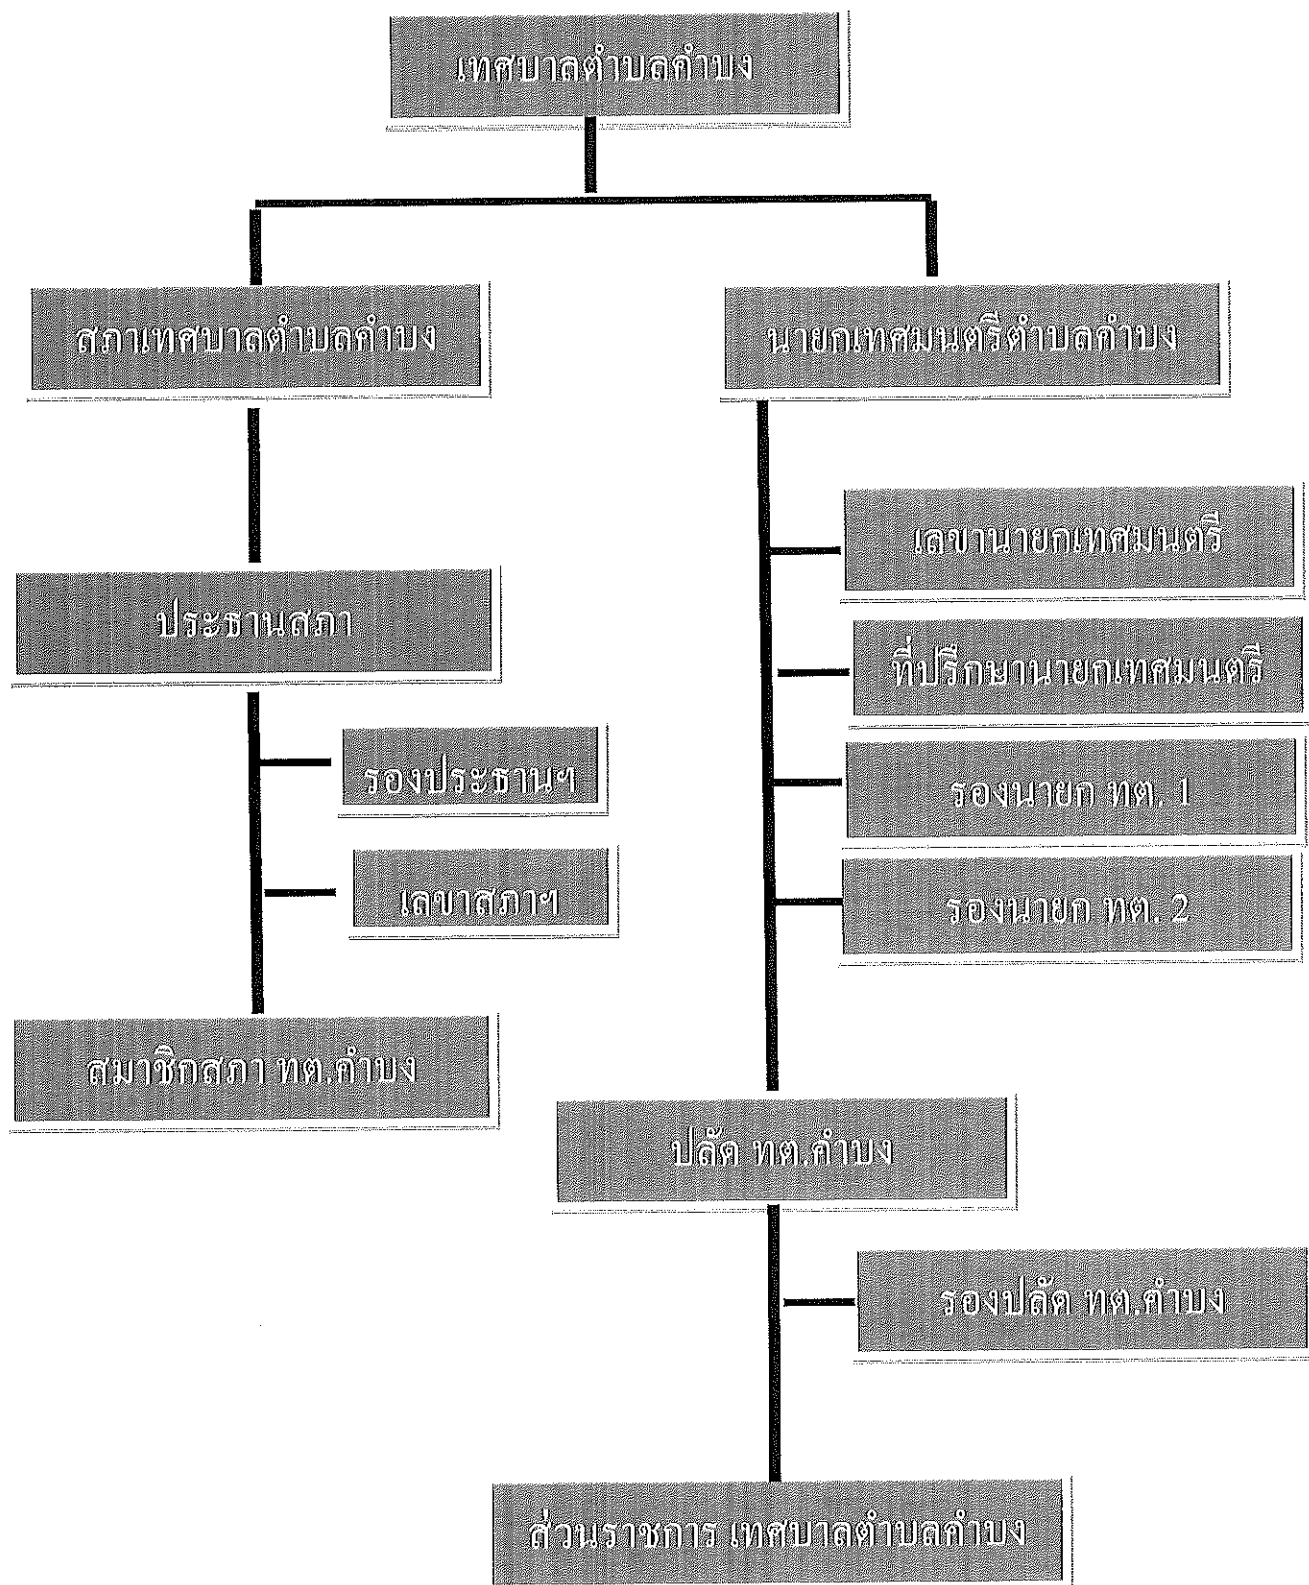 เทศบาลตำบลคำบง
สภาเทศบาลตำบลคำบง
นายกเทศมนตรีตำบลคำบง
เลขานายกเทศมนตรี
ประธานสภา
ที่ปรึกษานายกเทศมนตรี
รองประธานฯ
รองนายก ทต. 1
เลขาสภาฯ
รองนายก ทต. 2
สมาชิกสภา ทต.คำบง
ปลัด ทต.คำบง
รองปลัด ทต.คำบง
ส่วนราชการ เทศบาลตำบลคำบง